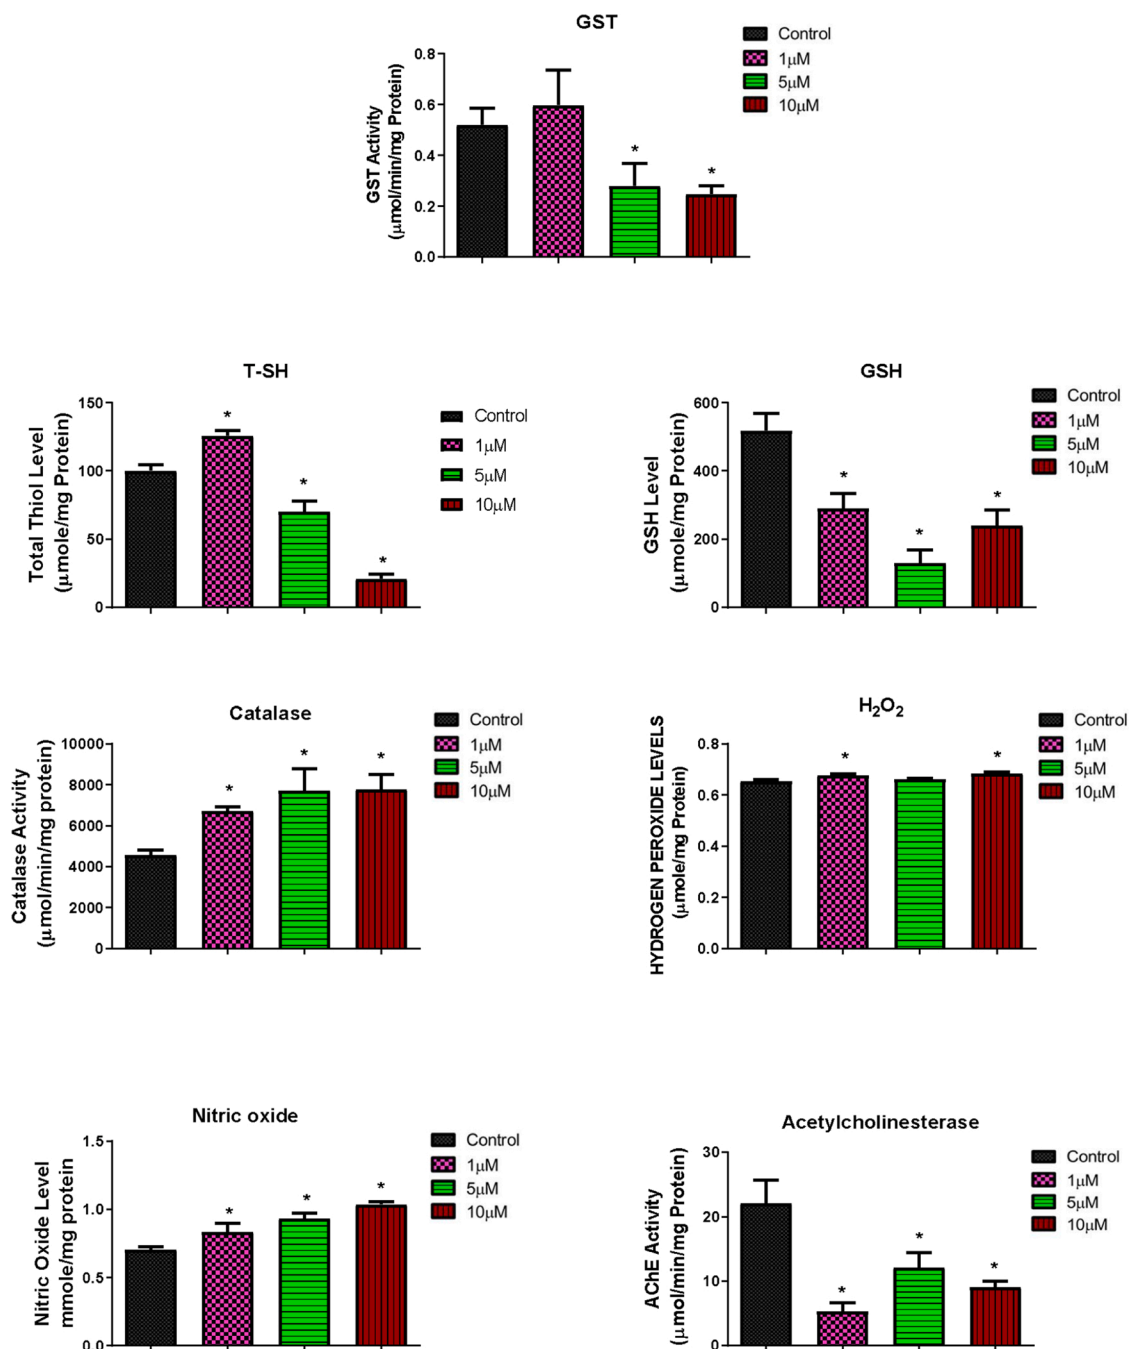 GST
Control
1μM
5μM
10μM
GST Activity
(μmol/min/mg Protein)
0.8
0.6
0.4
0.2
0.0
*
*
T-SH
Control
1μM
5μM
10μM
Total Thiol Level
(μmole/mg Protein)
150
100
50
0
*
*
*
GSH
Control
1μM
5μM
10μM
GSH Level
(μmole/mg Protein)
600
400
200
0
*
*
*
Catalase
Control
1μM
5μM
10μM
Catalase Activity
(μmol/min/mg protein)
10000
8000
6000
4000
2000
0
*
*
*
H₂O₂
Control
1μM
5μM
10μM
HYDROGEN PEROXIDE LEVELS
(μmole/mg Protein)
0.8
0.6
0.4
0.2
0.0
*
*
Nitric oxide
Control
1μM
5μM
10μM
Nitric Oxide Level
mmole/mg protein
1.5
1.0
0.5
0.0
*
*
*
Acetylcholinesterase
Control
1μM
5μM
10μM
AChE Activity
(μmol/min/mg Protein)
30
20
10
0
*
*
*